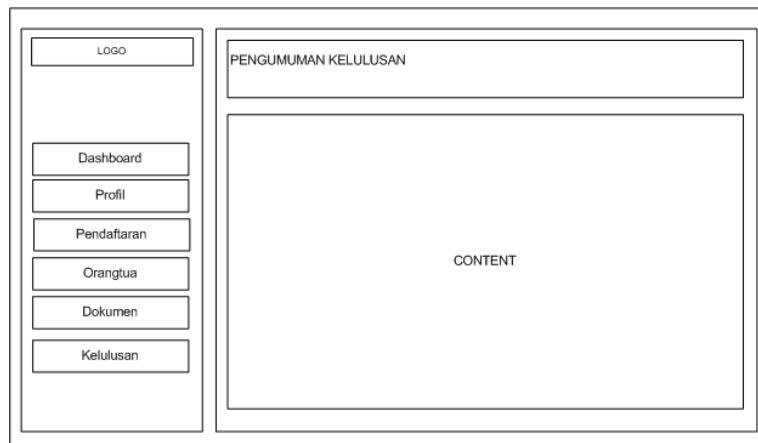 LOGO
Dashboard
Profil
Pendaftaran
Orangtua
Dokumen
Kelulusan
PENGUMUMAN KELULUSAN
CONTENT